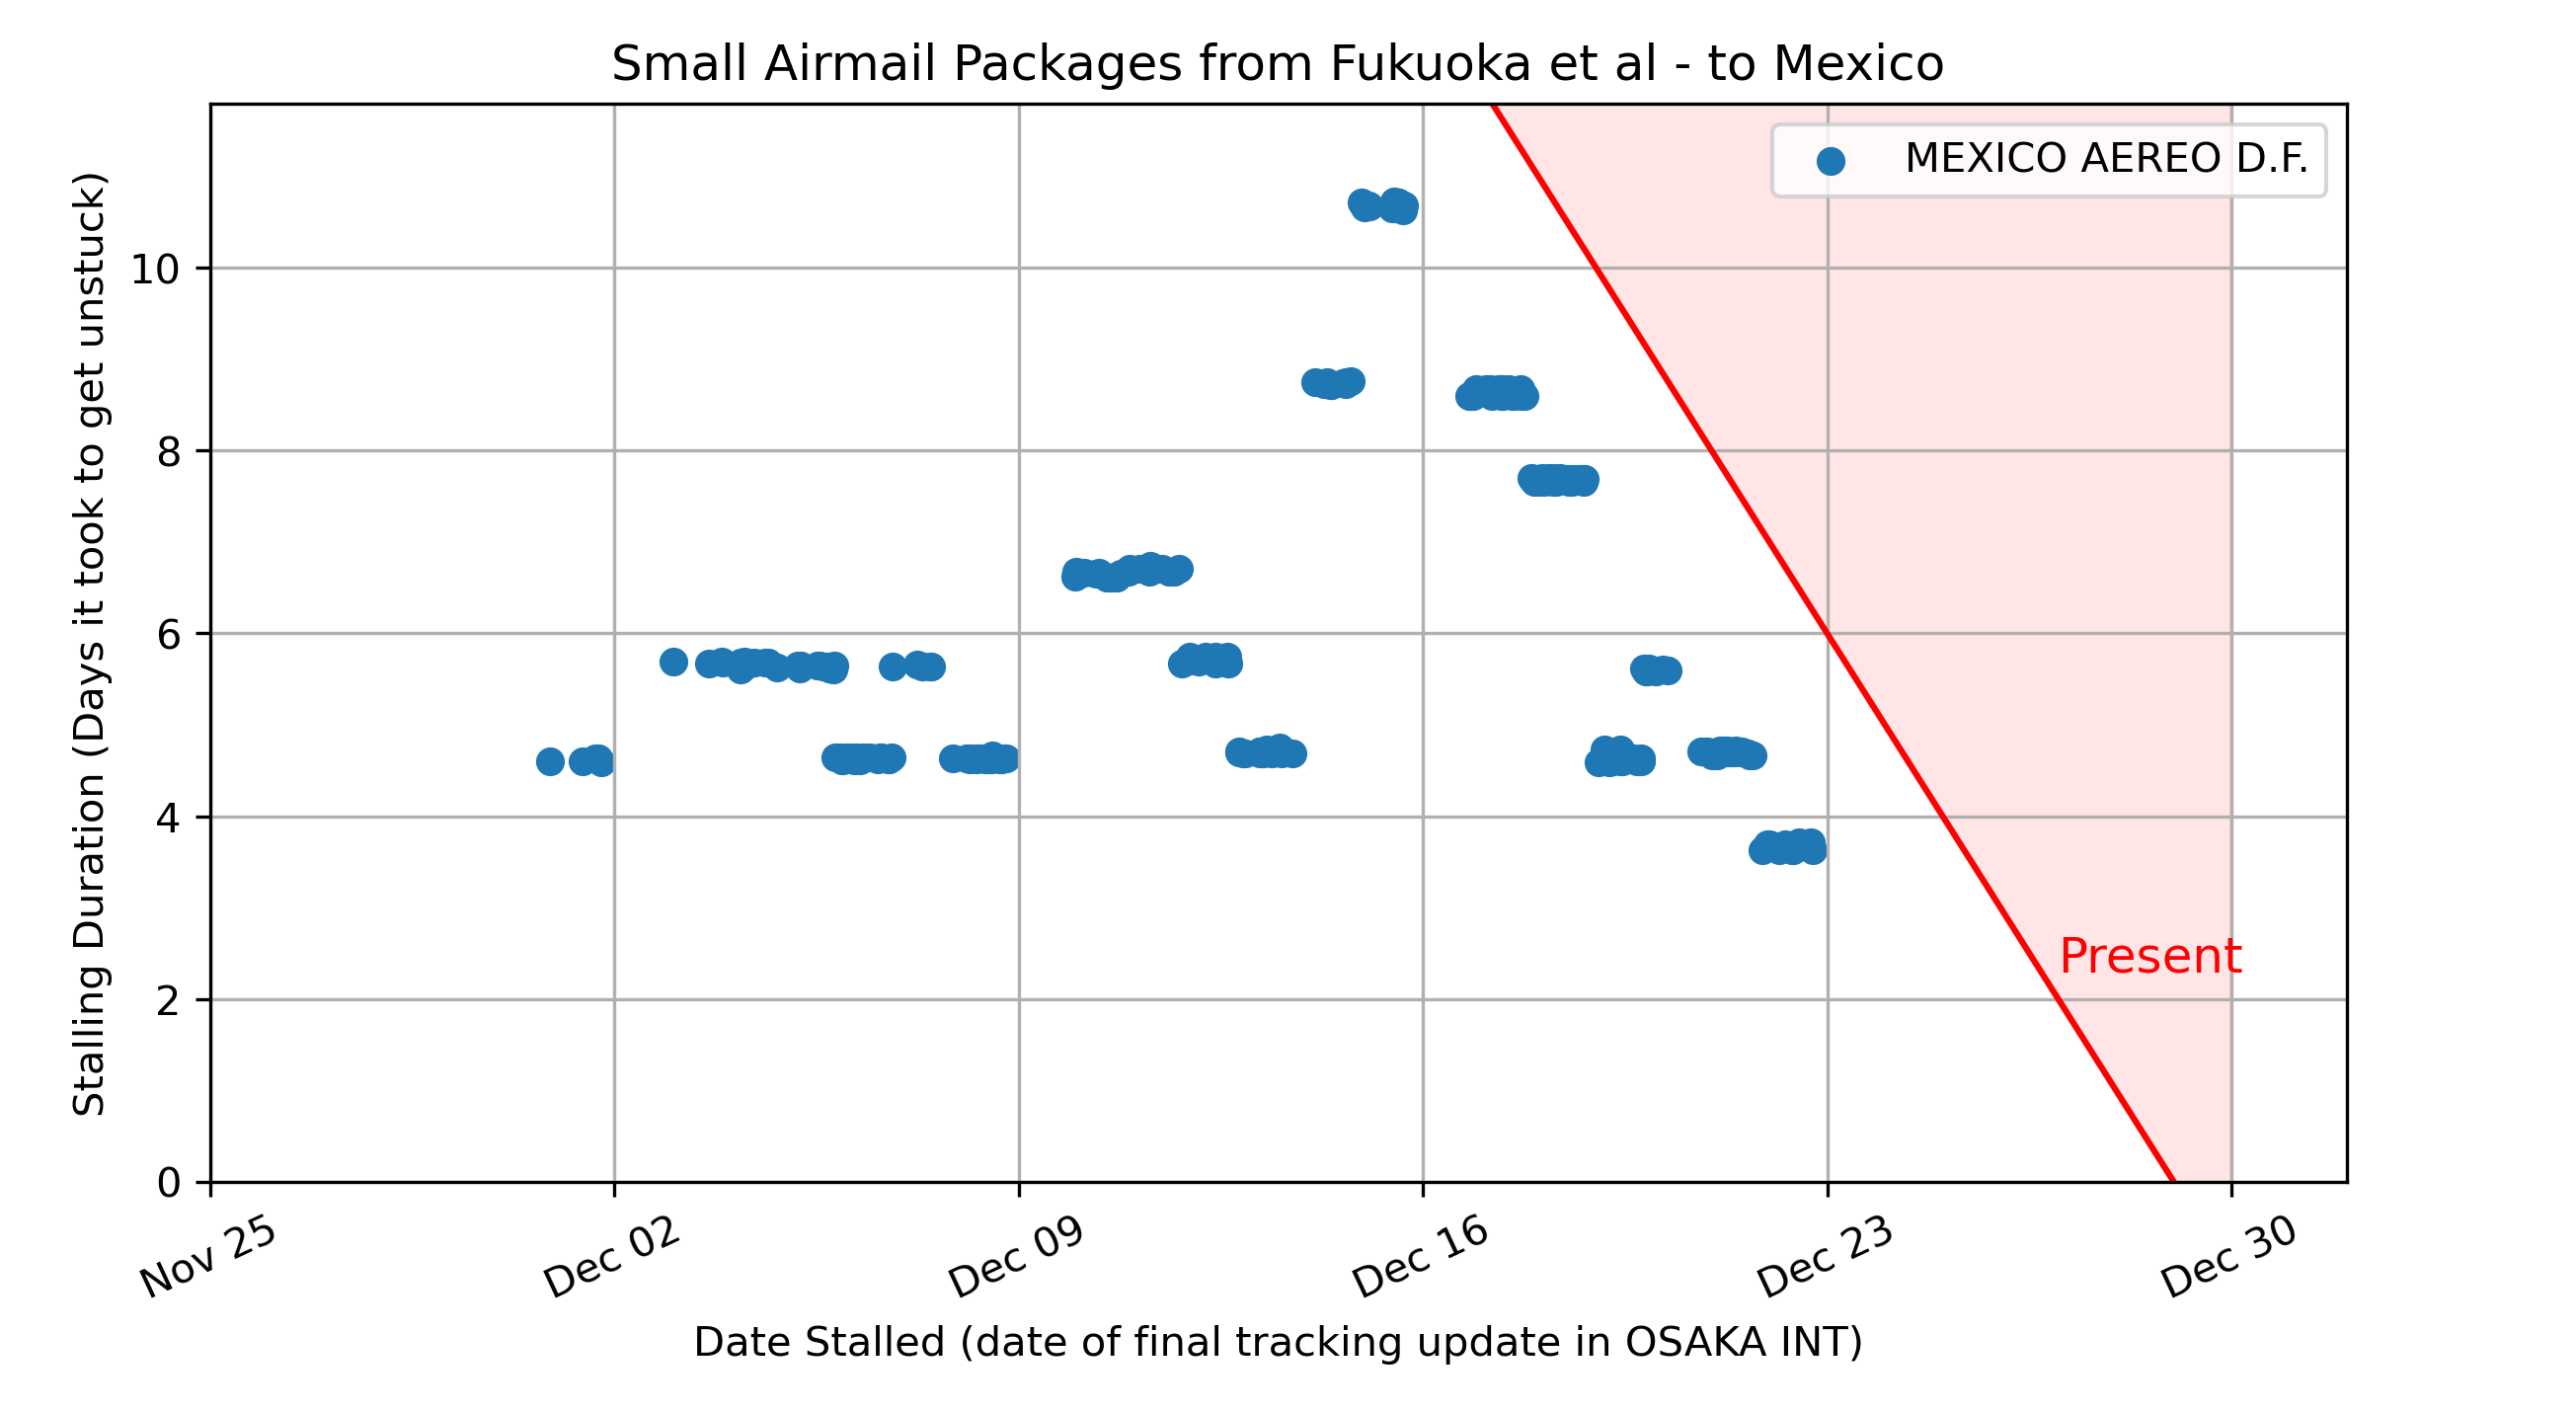 Small Airmail Packages from Fukuoka et al - to Mexico
MEXICO AEREO D.F.
Stalling Duration (Days it took to get unstuck)
10
8
6
4
2
0
Present
Nov 25
Dec 02
Dec 09
Dec 16
Dec 23
Dec 30
Date Stalled (date of final tracking update in OSAKA INT)